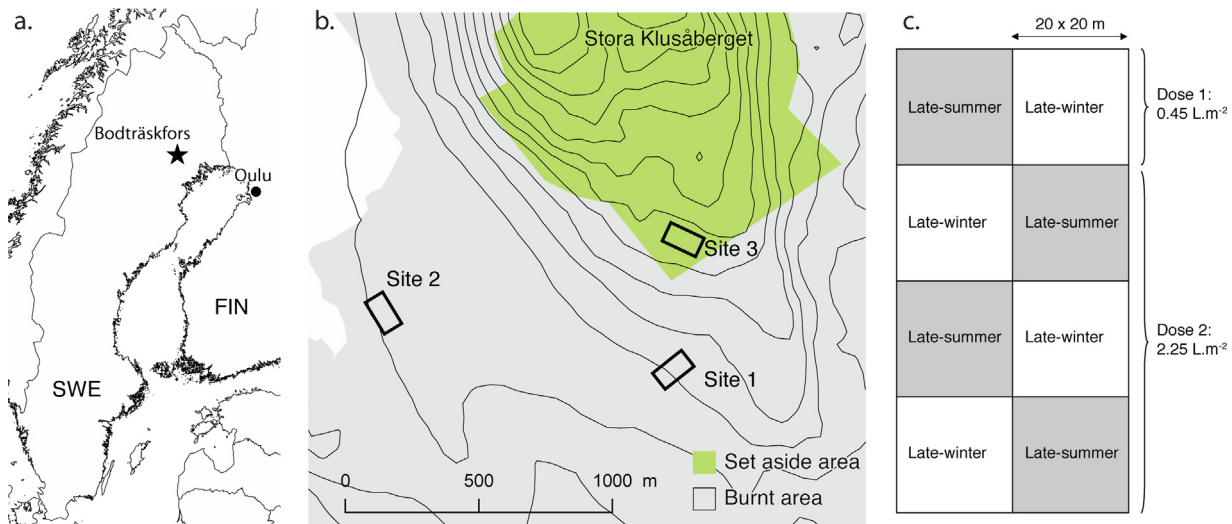 a.
Bodträskfors
Oulu
FIN
SWE
b.
Stora Klusåberget
Site 3
Site 2
Site 1
0 500 1000 m
Set aside area
Burnt area
c.
20 x 20 m
Late-summer Late-winter
Dose 1:
0.45 L.m⁻²
Late-winter Late-summer
Late-summer Late-winter
Dose 2:
2.25 L.m⁻²
Late-winter Late-summer